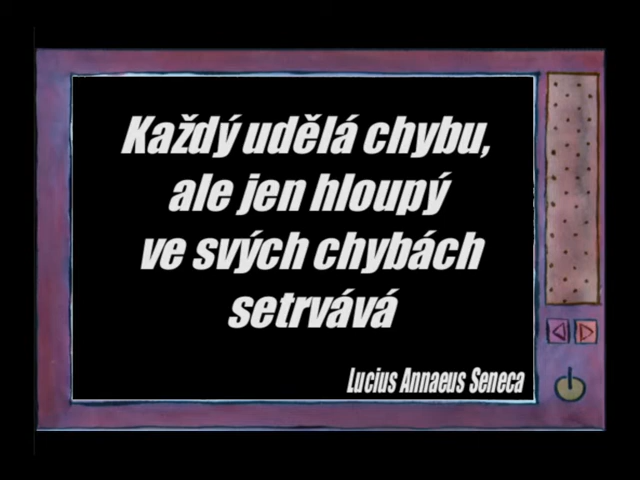 Každý udělá chybu,
ale jen hloupý
ve svých chybách
setrvává
Lucius Annaeus Seneca